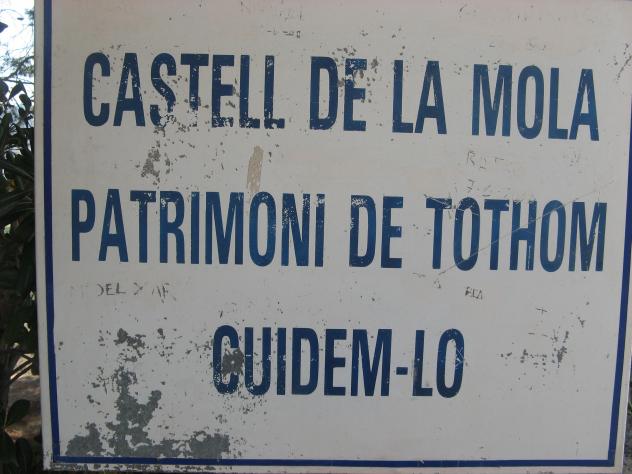 CASTELL DE LA MOLA
PATRIMONI DE TOTHOM
CUIDEM-LO